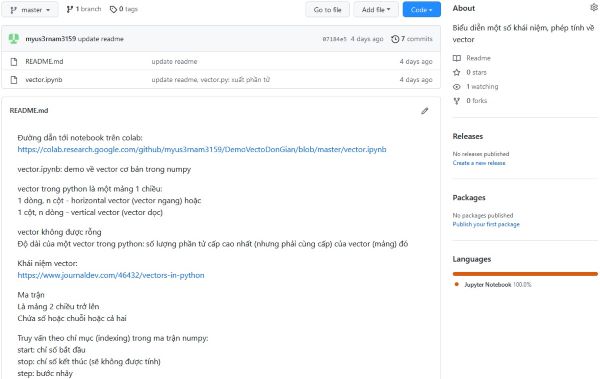 master
1 branch
0 tags
Go to file
Add file
Code
myus3rnam3159 update readme
07184e5 4 days ago
7 commits
README.md
update readme
4 days ago
vector.ipynb
update readme, vector.py: xuất phần tử
4 days ago
README.md
Đường dẫn tới notebook trên colab:
https://colab.research.google.com/github/myus3rnam3159/DemoVectoDonGian/blob/master/vector.ipynb
vector.ipynb: demo về vector cơ bản trong numpy
vector trong python là một mảng 1 chiều:
1 dòng, n cột - horizontal vector (vector ngang) hoặc
1 cột, n dòng - vertical vector (vector dọc)
vector không được rỗng
Độ dài của một vector trong python: số lượng phần tử cấp cao nhất (nhưng phải cùng cấp) của vector (mảng) đó
Khái niệm vector:
https://www.journaldev.com/46432/vectors-in-python
Ma trận
Là mảng 2 chiều trở lên
Chứa số hoặc chuỗi hoặc cả hai
Truy vấn theo chỉ mục (indexing) trong ma trận numpy:
start: chỉ số bắt đầu
stop: chỉ số kết thúc (sẽ không được tính)
step: bước nhảy
About
Biểu diễn một số khái niệm, phép tính về
vector
Readme
0 stars
1 watching
0 forks
Releases
No releases published
Create a new release
Packages
No packages published
Publish your first package
Languages
Jupyter Notebook 100.0%